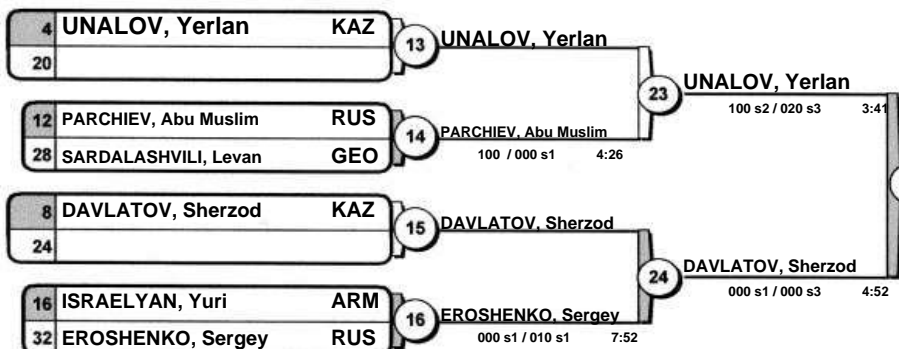 4 UNALOV, Yerlan KAZ
20
13
UNALOV, Yerlan
12 PARCHIEV, Abu Muslim RUS
28 SARDALASHVILI, Levan GEO
14
PARCHIEV, Abu Muslim
100 / 000 s1 4:26
23
UNALOV, Yerlan
100 s2 / 020 s3 3:41
8 DAVLATOV, Sherzod KAZ
24
15
DAVLATOV, Sherzod
16 ISRAELYAN, Yuri ARM
32 EROSHENKO, Sergey RUS
16
EROSHENKO, Sergey
000 s1 / 010 s1 7:52
24
DAVLATOV, Sherzod
000 s1 / 000 s3 4:52